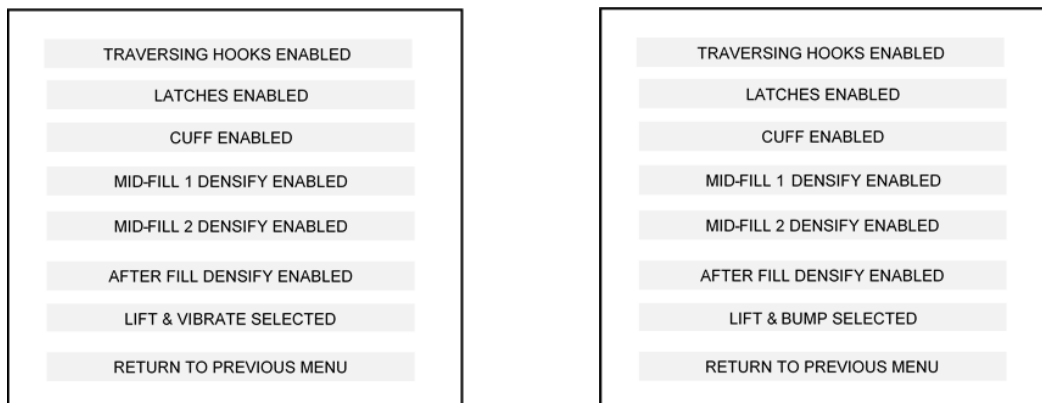 TRAVERSING HOOKS ENABLED
LATCHES ENABLED
CUFF ENABLED
MID-FILL 1 DENSIFY ENABLED
MID-FILL 2 DENSIFY ENABLED
AFTER FILL DENSIFY ENABLED
LIFT & VIBRATE SELECTED
RETURN TO PREVIOUS MENU
TRAVERSING HOOKS ENABLED
LATCHES ENABLED
CUFF ENABLED
MID-FILL 1 DENSIFY ENABLED
MID-FILL 2 DENSIFY ENABLED
AFTER FILL DENSIFY ENABLED
LIFT & BUMP SELECTED
RETURN TO PREVIOUS MENU